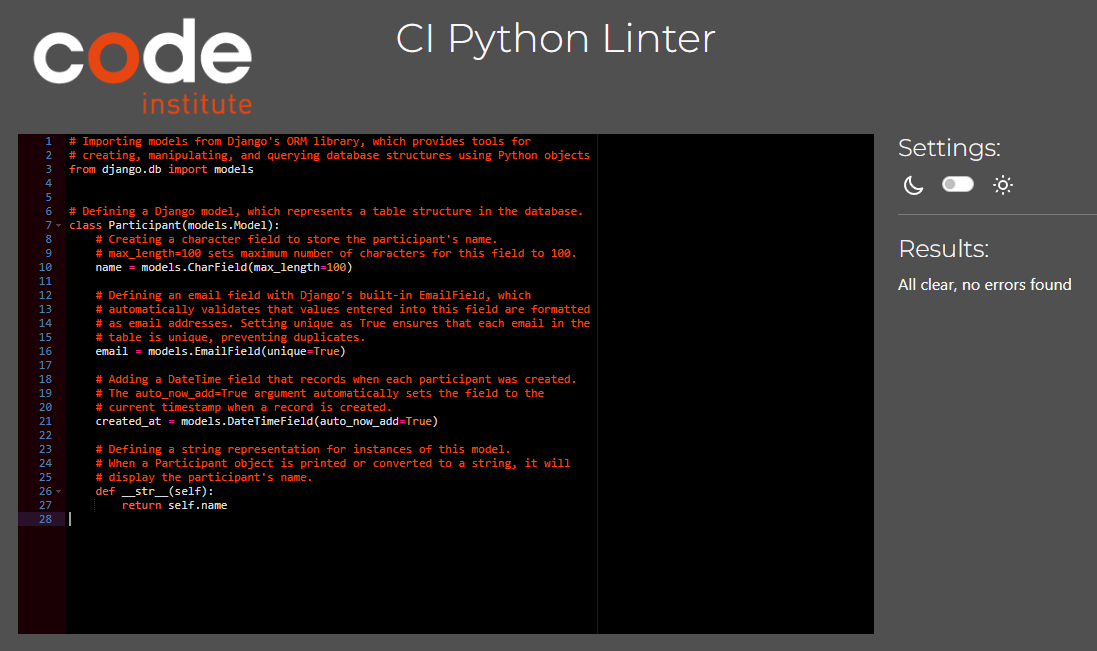 code
institute
CI Python Linter
1 # Importing models from Django's ORM library, which provides tools for
2 # creating, manipulating, and querying database structures using Python objects
3 from django.db import models
4
5
6 # Defining a Django model, which represents a table structure in the database.
7 class Participant(models.Model):
8     # Creating a character field to store the participant's name.
9     # max_length=100 sets maximum number of characters for this field to 100.
10     name = models.CharField(max_length=100)
11
12     # Defining an email field with Django's built-in EmailField, which
13     # automatically validates that values entered into this field are formatted
14     # as email addresses. Setting unique as True ensures that each email in the
15     # table is unique, preventing duplicates.
16     email = models.EmailField(unique=True)
17
18     # Adding a DateTime field that records when each participant was created.
19     # The auto_now_add=True argument automatically sets the field to the
20     # current timestamp when a record is created.
21     created_at = models.DateTimeField(auto_now_add=True)
22
23     # Defining a string representation for instances of this model.
24     # When a Participant object is printed or converted to a string, it will
25     # display the participant's name.
26     def __str__(self):
27         return self.name
28
Settings:
Results:
All clear, no errors found